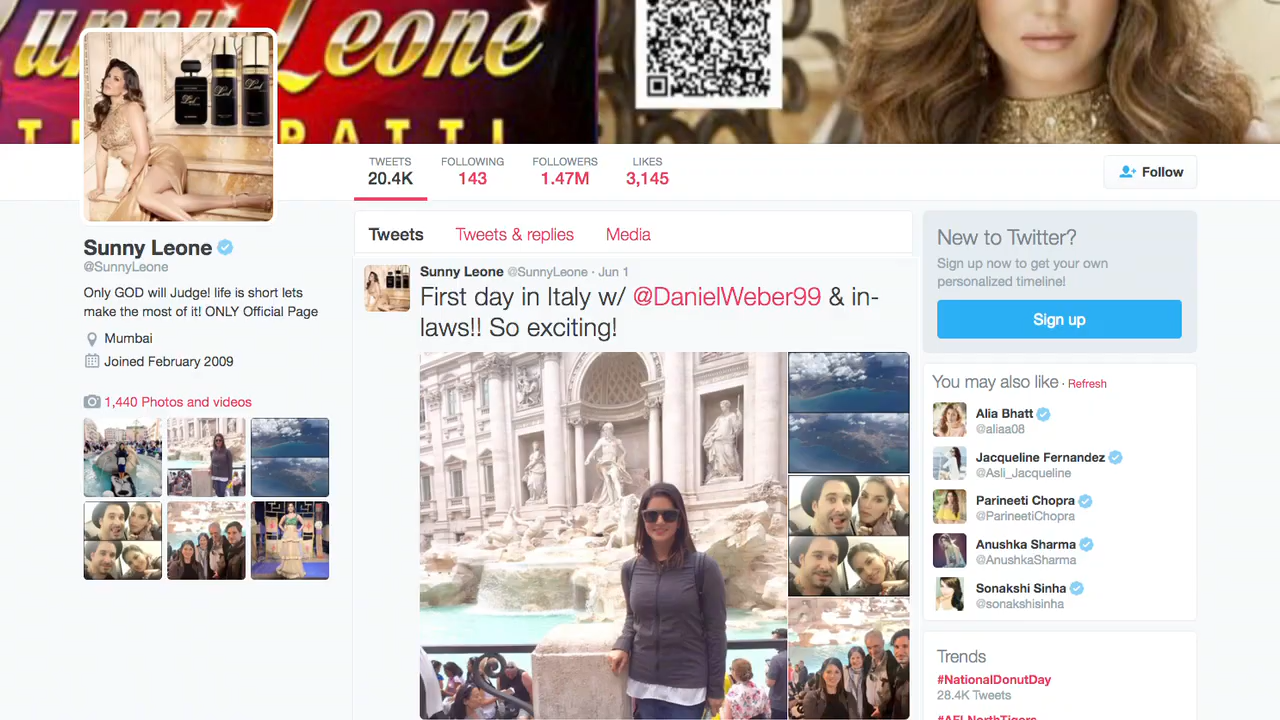 Sunny Leone
T
PATTI
TWEETS
20.4K
FOLLOWING
143
FOLLOWERS
1.47M
LIKES
3,145
Follow
Sunny Leone
@SunnyLeone
Only GOD will Judge! life is short lets
make the most of it! ONLY Official Page
Mumbai
Joined February 2009
1,440 Photos and videos
Tweets
Tweets & replies
Media
Sunny Leone @SunnyLeone · Jun 1
First day in Italy w/ @DanielWeber99 & in-
laws!! So exciting!
New to Twitter?
Sign up now to get your own
personalized timeline!
Sign up
You may also like · Refresh
Alia Bhatt
@aliaa08
Jacqueline Fernandez
@Asli_Jacqueline
Parineeti Chopra
@ParineetiChopra
Anushka Sharma
@AnushkaSharma
Sonakshi Sinha
@sonakshisinha
Trends
#NationalDonutDay
28.4K Tweets
#AFLNorthTigers